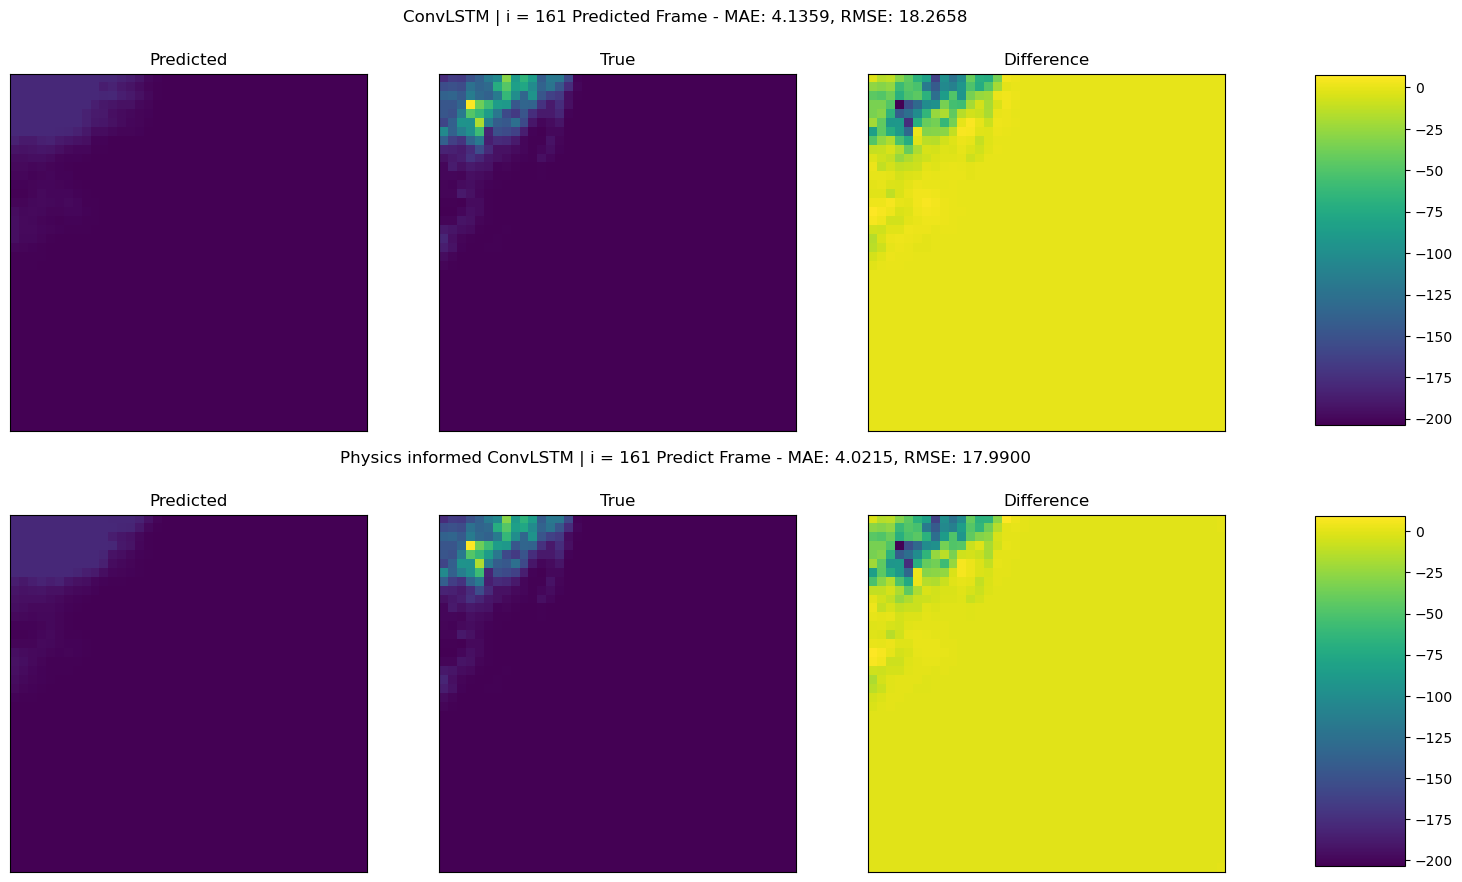 ConvLSTM | i = 161 Predicted Frame - MAE: 4.1359, RMSE: 18.2658
Predicted
True
Difference
0
−25
−50
−75
−100
−125
−150
−175
−200
Physics informed ConvLSTM | i = 161 Predict Frame - MAE: 4.0215, RMSE: 17.9900
Predicted
True
Difference
0
−25
−50
−75
−100
−125
−150
−175
−200